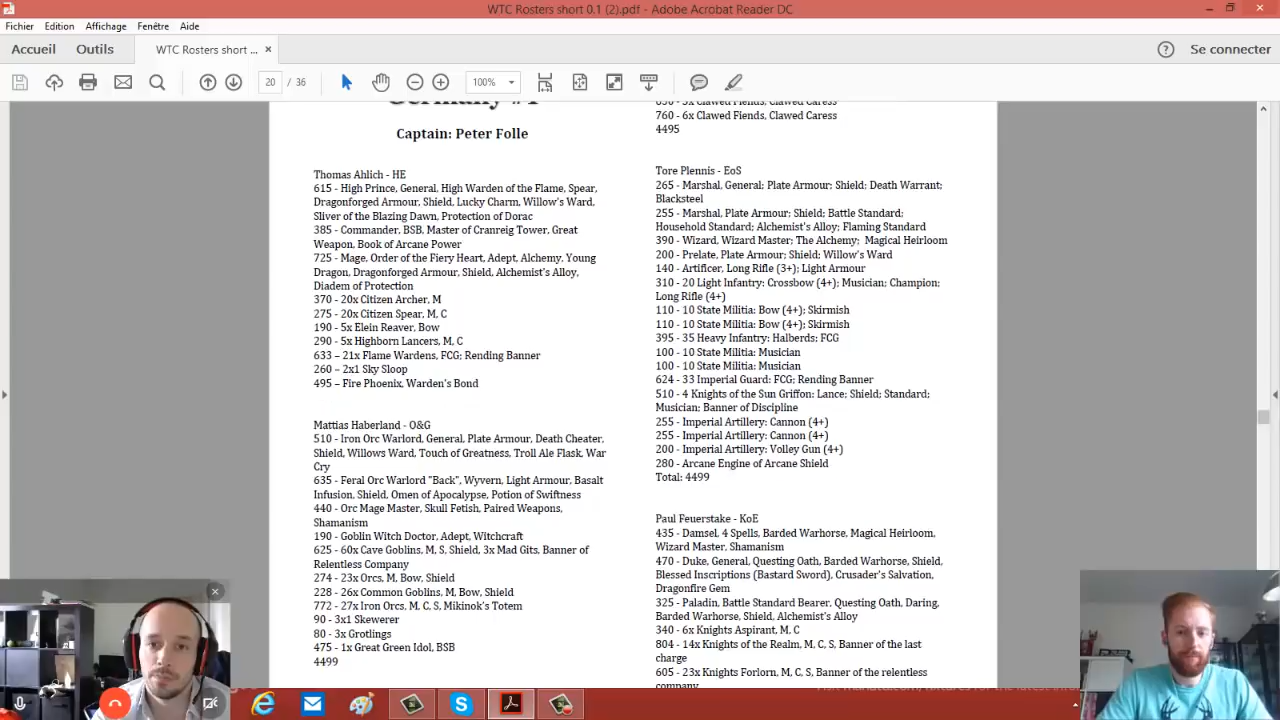 WTC Rosters short 0.1 (2).pdf - Adobe Acrobat Reader DC
Fichier Edition Affichage Fenêtre Aide
Accueil Outils WTC Rosters short ... × Se connecter
20 / 36 100%
Germany #1
Captain: Peter Folle
Thomas Ahlich - HE
615 - High Prince, General, High Warden of the Flame, Spear,
Dragonforged Armour, Shield, Lucky Charm, Willow's Ward,
Sliver of the Blazing Dawn, Protection of Dorac
385 - Commander, BSB, Master of Cranreig Tower, Great
Weapon, Book of Arcane Power
725 - Mage, Order of the Fiery Heart, Adept, Alchemy, Young
Dragon, Dragonforged Armour, Shield, Alchemist's Alloy,
Diadem of Protection
370 - 20x Citizen Archer, M
275 - 20x Citizen Spear, M, C
190 - 5x Elein Reaver, Bow
290 - 5x Highborn Lancers, M, C
633 – 21x Flame Wardens, FCG; Rending Banner
260 – 2x1 Sky Sloop
495 – Fire Phoenix, Warden's Bond
Mattias Haberland - O&G
510 - Iron Orc Warlord, General, Plate Armour, Death Cheater,
Shield, Willows Ward, Touch of Greatness, Troll Ale Flask, War
Cry
635 - Feral Orc Warlord "Back", Wyvern, Light Armour, Basalt
Infusion, Shield, Omen of Apocalypse, Potion of Swiftness
440 - Orc Mage Master, Skull Fetish, Paired Weapons,
Shamanism
190 - Goblin Witch Doctor, Adept, Witchcraft
625 - 60x Cave Goblins, M, S, Shield, 3x Mad Gits, Banner of
Relentless Company
274 - 23x Orcs, M, Bow, Shield
228 - 26x Common Goblins, M, Bow, Shield
772 - 27x Iron Orcs, M, C, S, Mikinok's Totem
90 - 3x1 Skewerer
80 - 3x Grotlings
475 - 1x Great Green Idol, BSB
4499
Clawed Fiends, Clawed Caress
760 - 6x Clawed Fiends, Clawed Caress
4495
Tore Plennis - EoS
265 - Marshal, General; Plate Armour; Shield; Death Warrant;
Blacksteel
255 - Marshal, Plate Armour; Shield; Battle Standard;
Household Standard; Alchemist's Alloy; Flaming Standard
390 - Wizard, Wizard Master; The Alchemy; Magical Heirloom
200 - Prelate, Plate Armour; Shield; Willow's Ward
140 - Artificer, Long Rifle (3+); Light Armour
310 - 20 Light Infantry: Crossbow (4+); Musician; Champion;
Long Rifle (4+)
110 - 10 State Militia: Bow (4+); Skirmish
110 - 10 State Militia: Bow (4+); Skirmish
395 - 35 Heavy Infantry: Halberds; FCG
100 - 10 State Militia: Musician
100 - 10 State Militia: Musician
624 - 33 Imperial Guard: FCG; Rending Banner
510 - 4 Knights of the Sun Griffon: Lance; Shield; Standard;
Musician; Banner of Discipline
255 - Imperial Artillery: Cannon (4+)
255 - Imperial Artillery: Cannon (4+)
200 - Imperial Artillery: Volley Gun (4+)
280 - Arcane Engine of Arcane Shield
Total: 4499
Paul Feuerstake - KoE
435 - Damsel, 4 Spells, Barded Warhorse, Magical Heirloom,
Wizard Master, Shamanism
470 - Duke, General, Questing Oath, Barded Warhorse, Shield,
Blessed Inscriptions (Bastard Sword), Crusader's Salvation,
Dragonfire Gem
325 - Paladin, Battle Standard Bearer, Questing Oath, Daring,
Barded Warhorse, Shield, Alchemist's Alloy
340 - 6x Knights Aspirant, M, C
804 - 14x Knights of the Realm, M, C, S, Banner of the last
charge
605 - 23x Knights Forlorn, M, C, S, Banner of the relentless
company